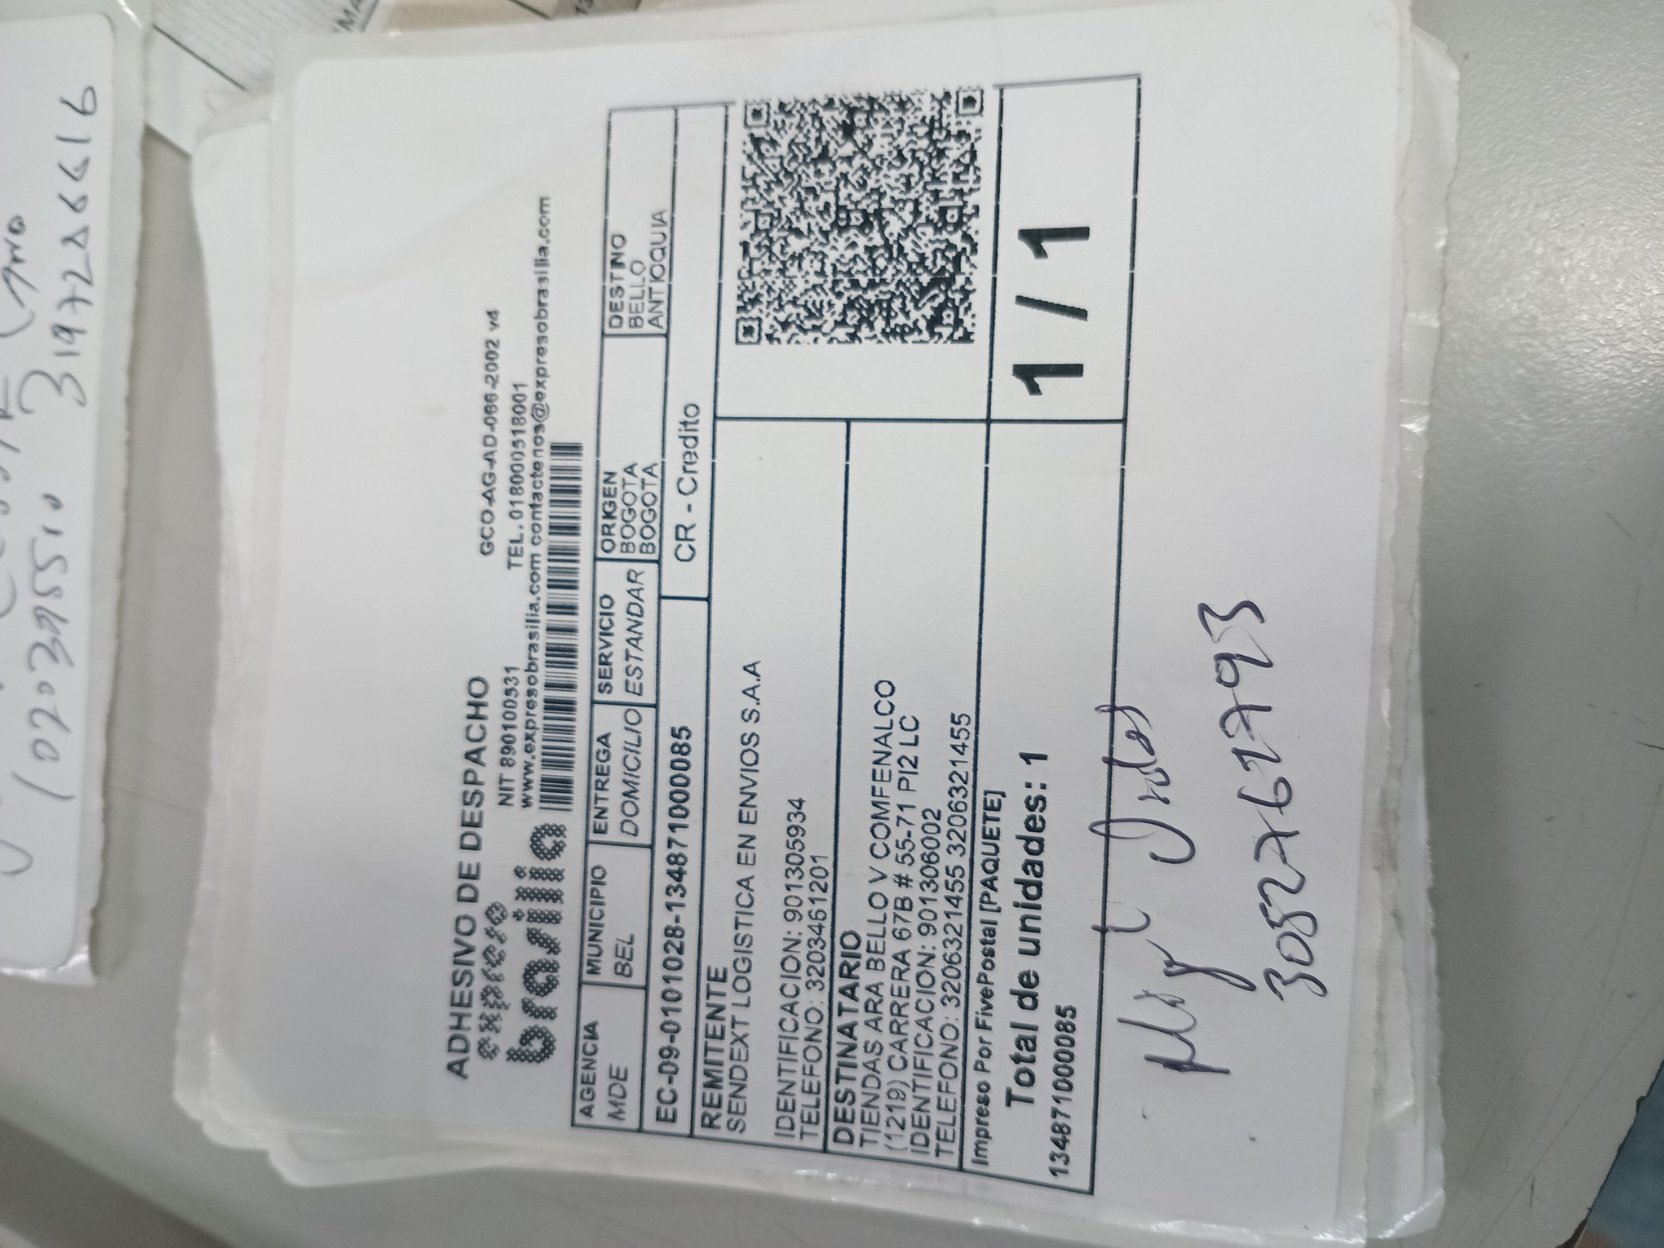 1020395510 3197226616
ADHESIVO DE DESPACHO
GCO-AG-AD-066-2002 v4
expreso
brasilia
NIT 890100531 TEL. 018000518001
www.expresobrasilia.com contactenos@expresobrasilia.com
AGENCIA MUNICIPIO ENTREGA SERVICIO ORIGEN DESTINO
MDE BEL DOMICILIO ESTANDAR BOGOTA BELLO
BOGOTA ANTIOQUIA
EC-09-0101028-1348710000085 CR - Credito
REMITENTE
SENDEXT LOGISTICA EN ENVIOS S.A.A
IDENTIFICACION: 901305934
TELEFONO: 3203461201
DESTINATARIO
TIENDAS ARA BELLO V COMFENALCO
(1219) CARRERA 67B # 55-71 PI2 LC
IDENTIFICACION: 901306002
TELEFONO: 3206321455 3206321455
Impreso Por FivePostal [PAQUETE]
Total de unidades: 1
1 / 1
1348710000085